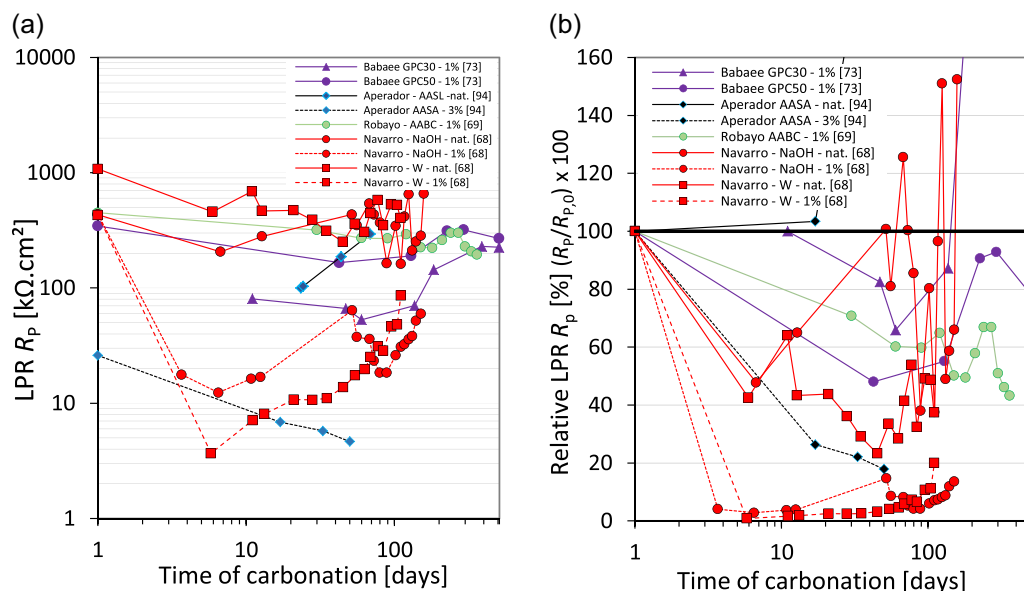 (a)
10000
1000
100
10
1
LPR RP [kΩ.cm²]
Babaee GPC30 - 1% [73]
Babaee GPC50 - 1% [73]
Aperador - AASL -nat. [94]
Aperador AASA - 3% [94]
Robayo - AABC - 1% [69]
Navarro - NaOH - nat. [68]
Navarro - NaOH - 1% [68]
Navarro - W - nat. [68]
Navarro - W - 1% [68]
1 10 100
Time of carbonation [days]
(b)
160
140
120
100
80
60
40
20
0
Relative LPR Rp [%] (RP/RP,0) x 100
Babaee GPC30 - 1% [73]
Babaee GPC50 - 1% [73]
Aperador AASA - nat. [94]
Aperador AASA - 3% [94]
Robayo AABC - 1% [69]
Navarro - NaOH - nat. [68]
Navarro - NaOH - 1% [68]
Navarro - W - nat. [68]
Navarro - W - 1% [68]
1 10 100
Time of carbonation [days]